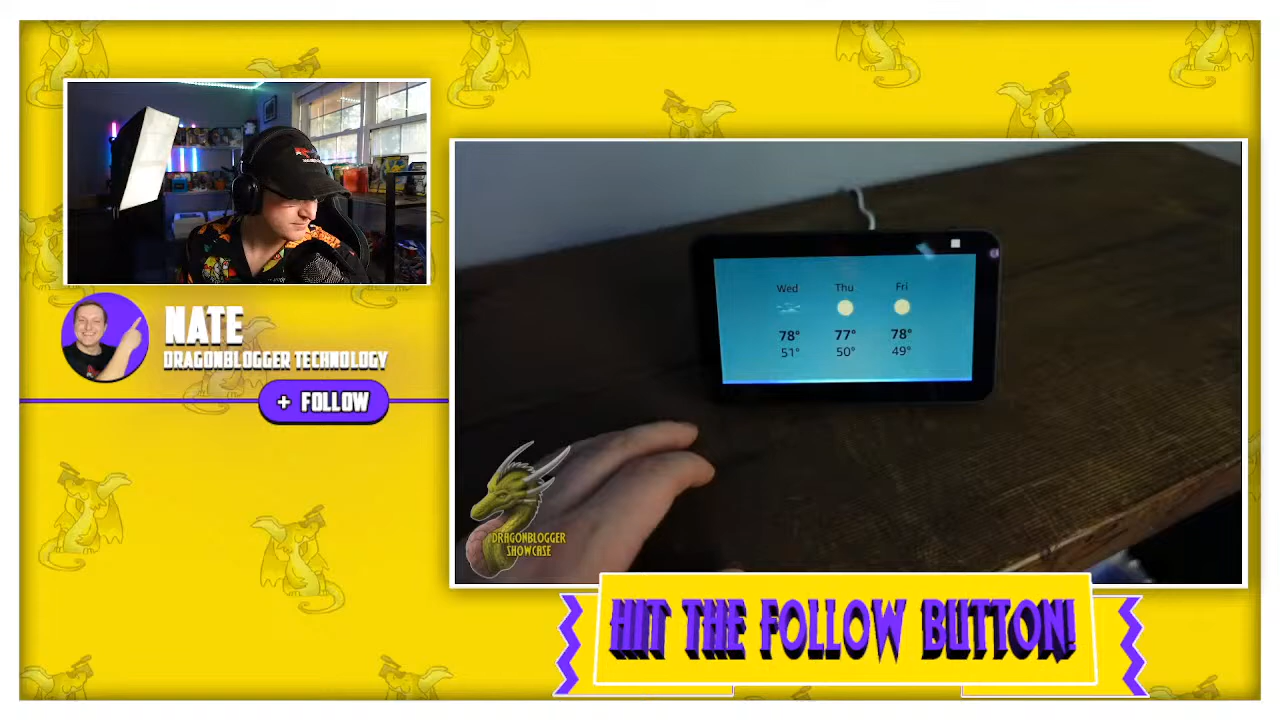 NATE
DRAGONBLOGGER TECHNOLOGY
+ FOLLOW
Wed Thu Fri
78° 77° 78°
51° 50° 49°
DRAGONBLOGGER
SHOWCASE
HIT THE FOLLOW BUTTON!